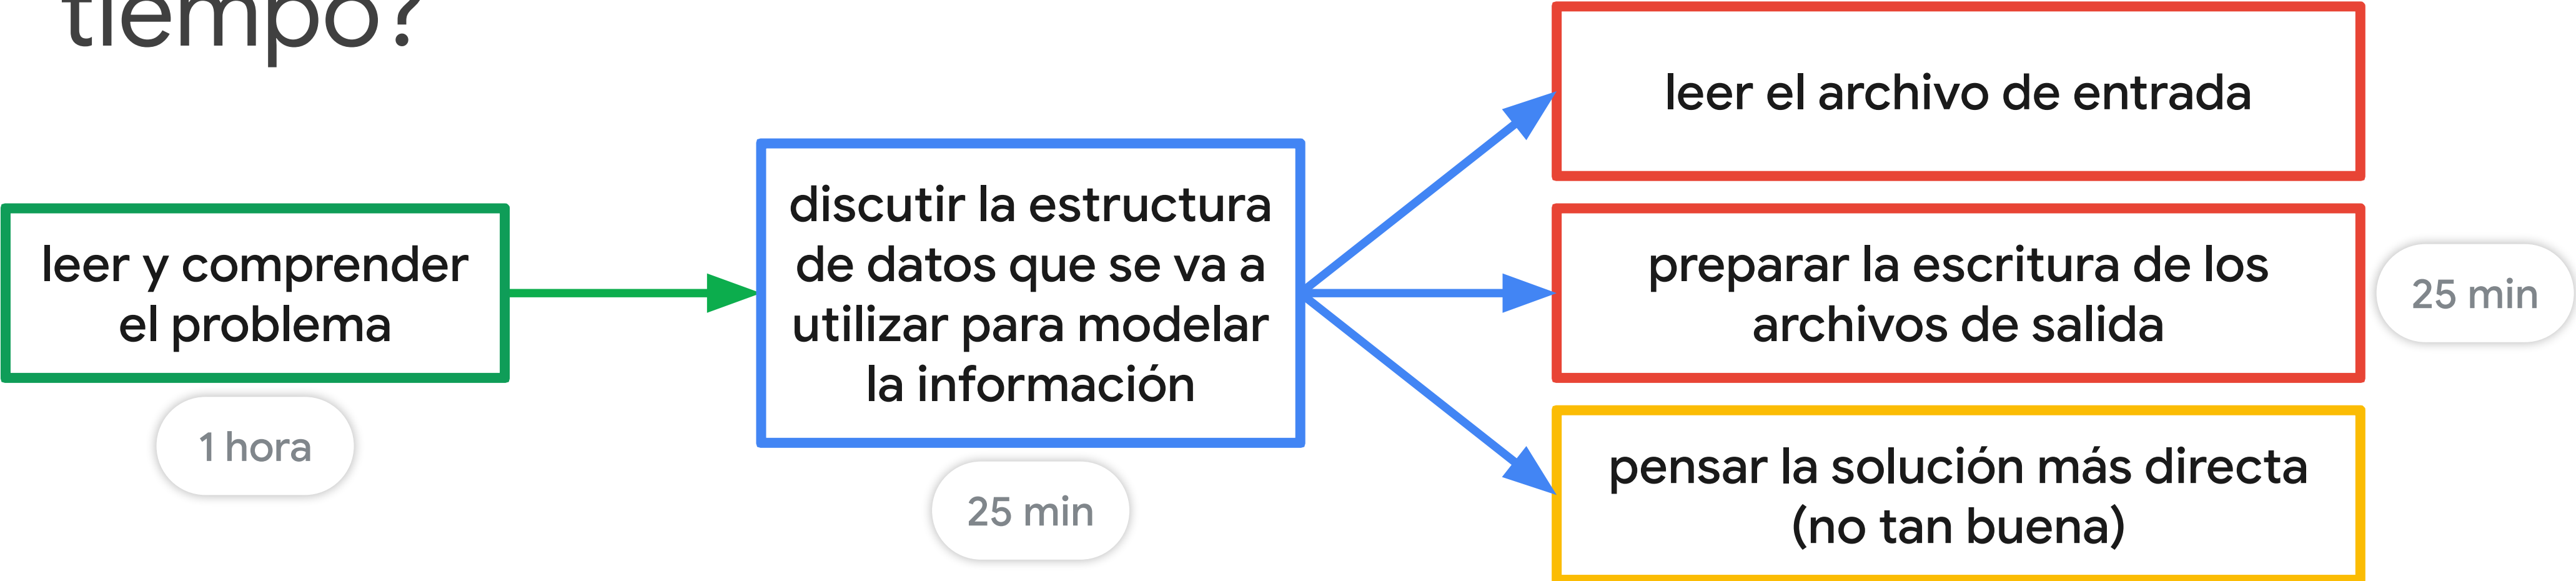 tiempo?
leer y comprender
el problema
1 hora
discutir la estructura
de datos que se va a
utilizar para modelar
la información
25 min
leer el archivo de entrada
preparar la escritura de los
archivos de salida
25 min
pensar la solución más directa
(no tan buena)